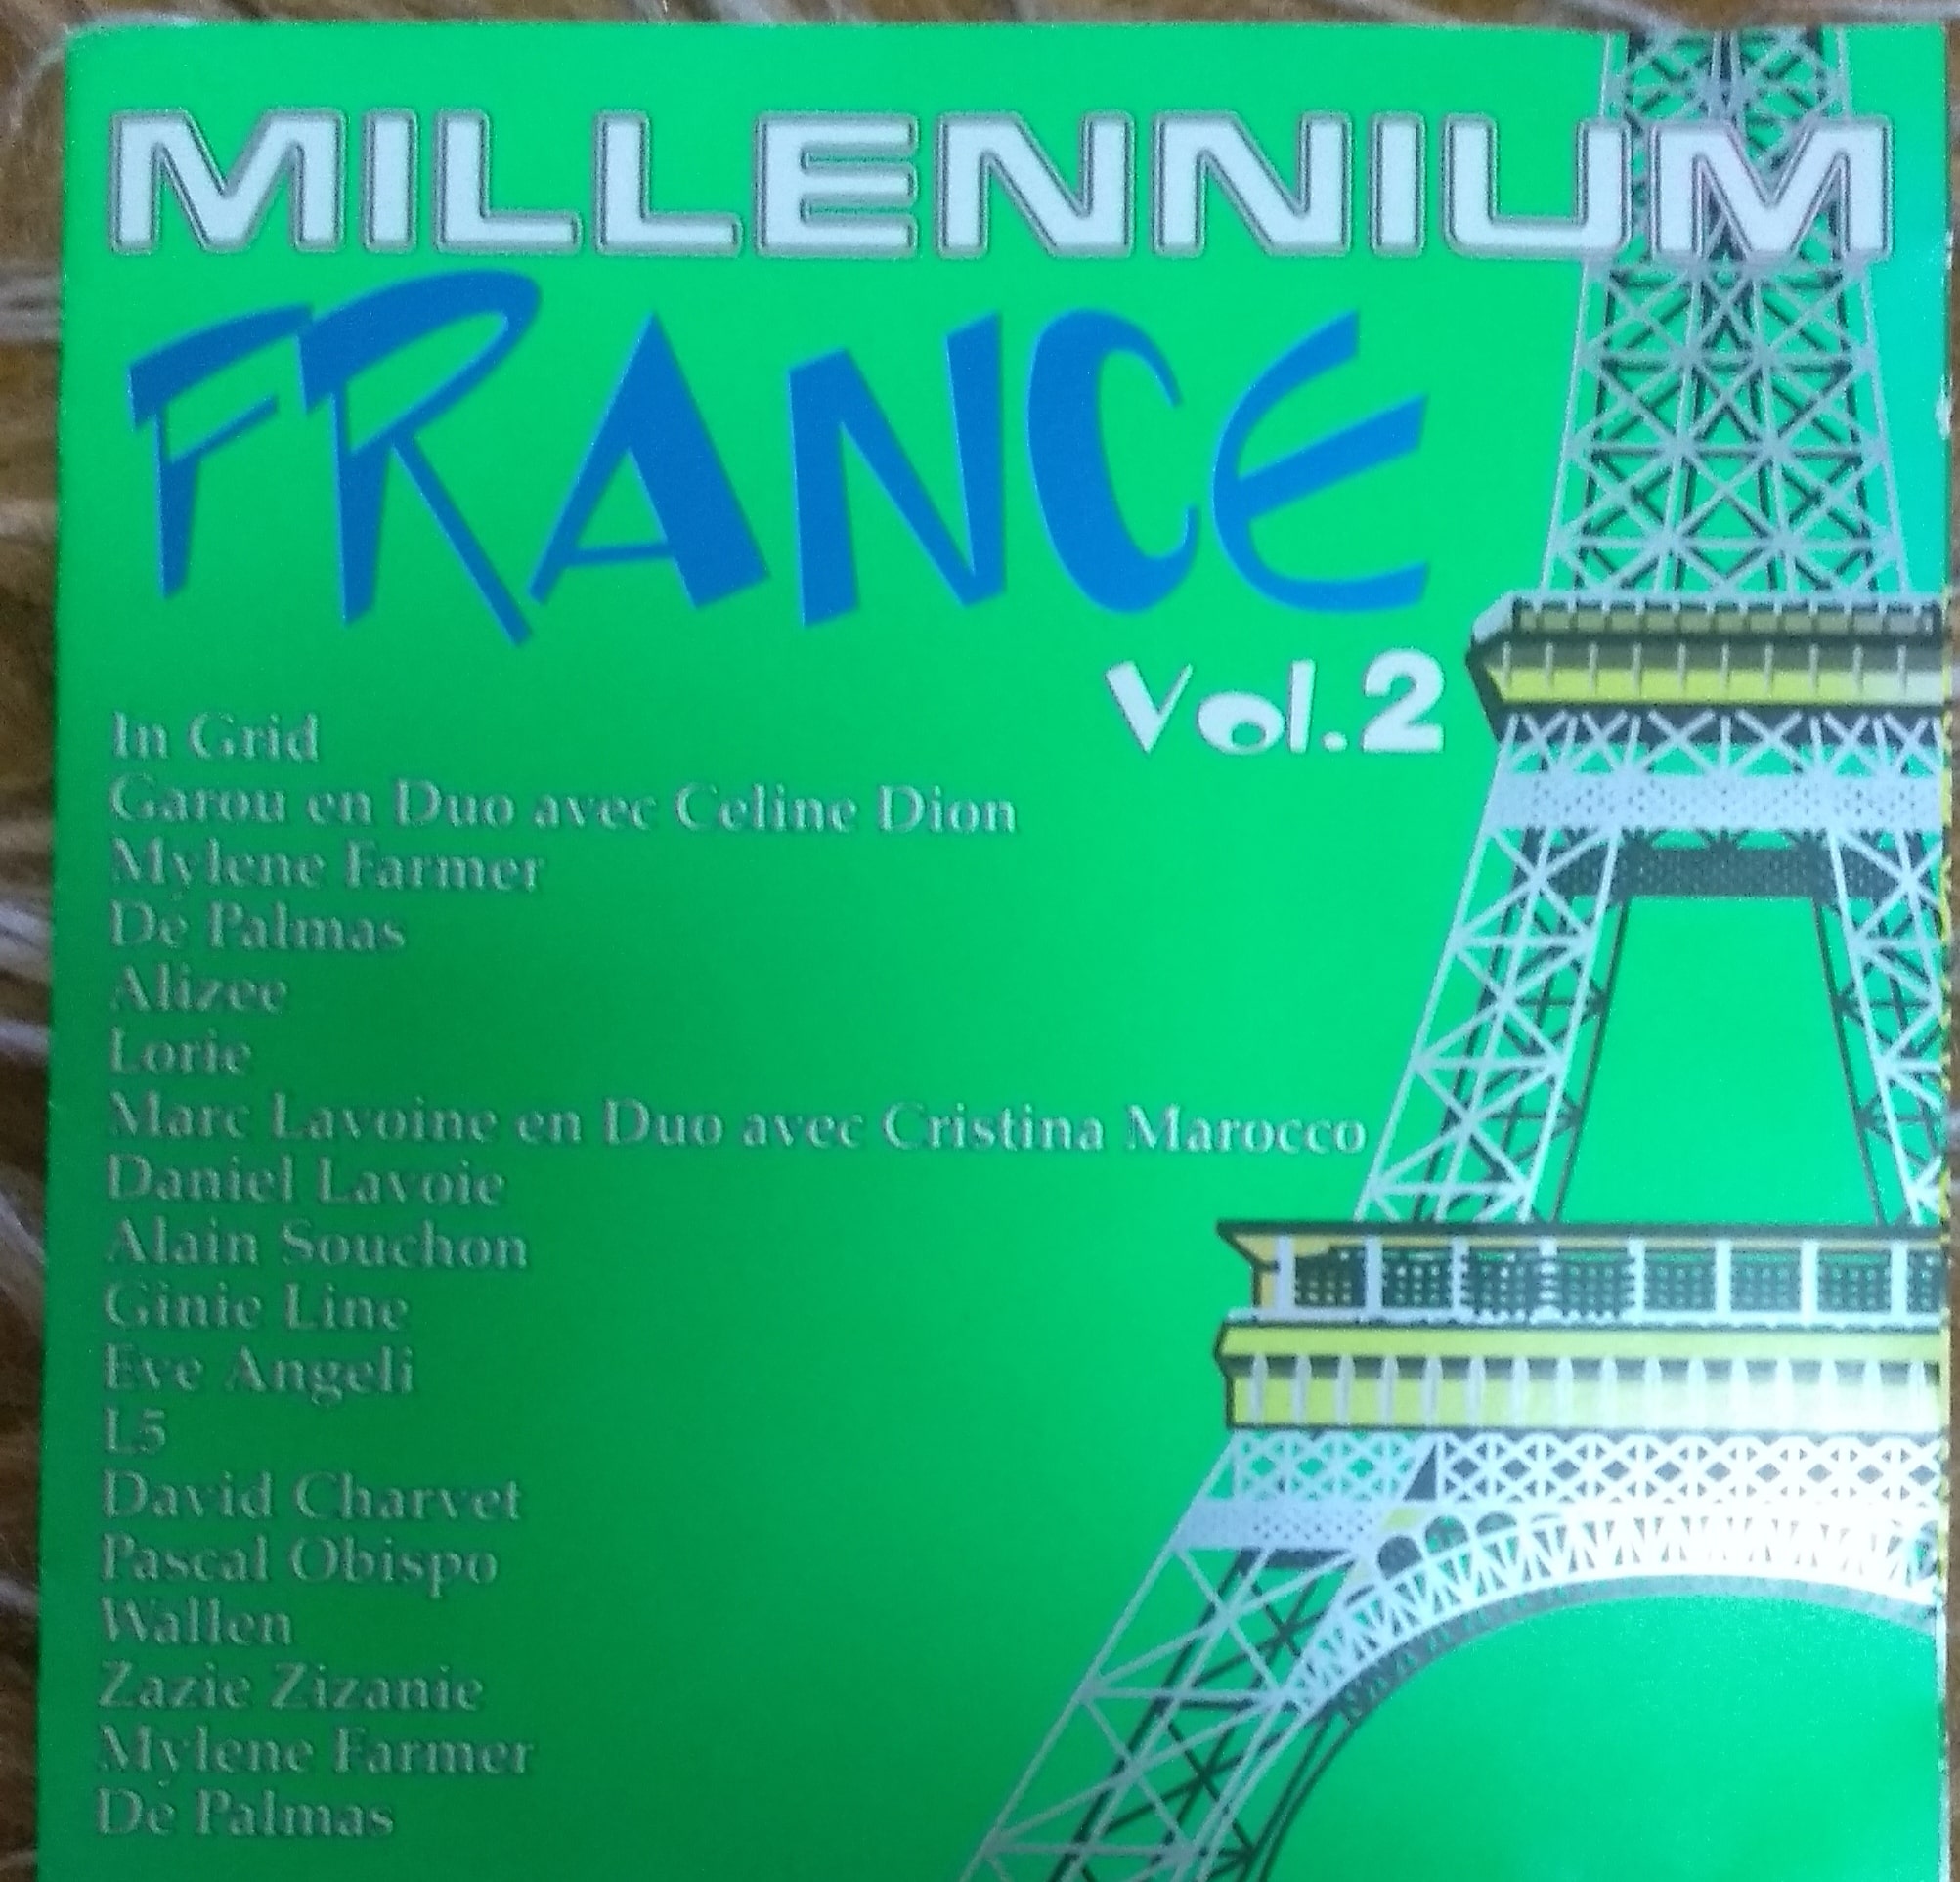 MILLENNIUM
FRANCE
Vol.2
In Grid
Garou en Duo avec Celine Dion
Mylene Farmer
De Palmas
Alizee
Lorie
Marc Lavoine en Duo avec Cristina Marocco
Daniel Lavoie
Alain Souchon
Ginie Line
Eve Angeli
L5
David Charvet
Pascal Obispo
Wallen
Zazie Zizanie
Mylene Farmer
De Palmas